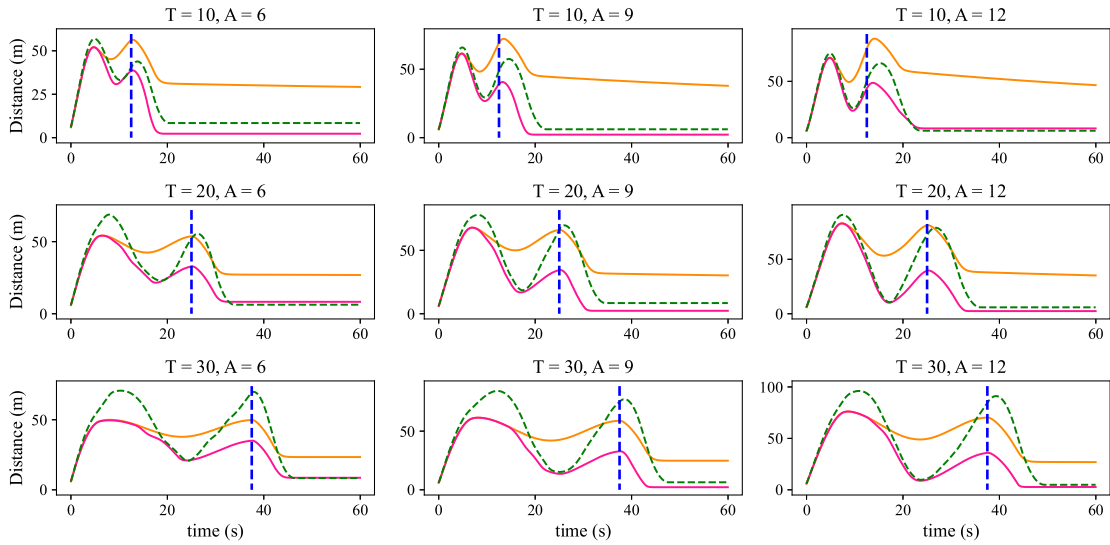 T = 10, A = 6
T = 10, A = 9
T = 10, A = 12
Distance (m)
50
25
0
0 20 40 60
50
0
0 20 40 60
50
0
0 20 40 60
T = 20, A = 6
T = 20, A = 9
T = 20, A = 12
Distance (m)
50
0
0 20 40 60
50
0
0 20 40 60
100
50
0
0 20 40 60
T = 30, A = 6
T = 30, A = 9
T = 30, A = 12
Distance (m)
50
0
0 20 40 60
50
0
0 20 40 60
100
50
0
0 20 40 60
time (s)
time (s)
time (s)